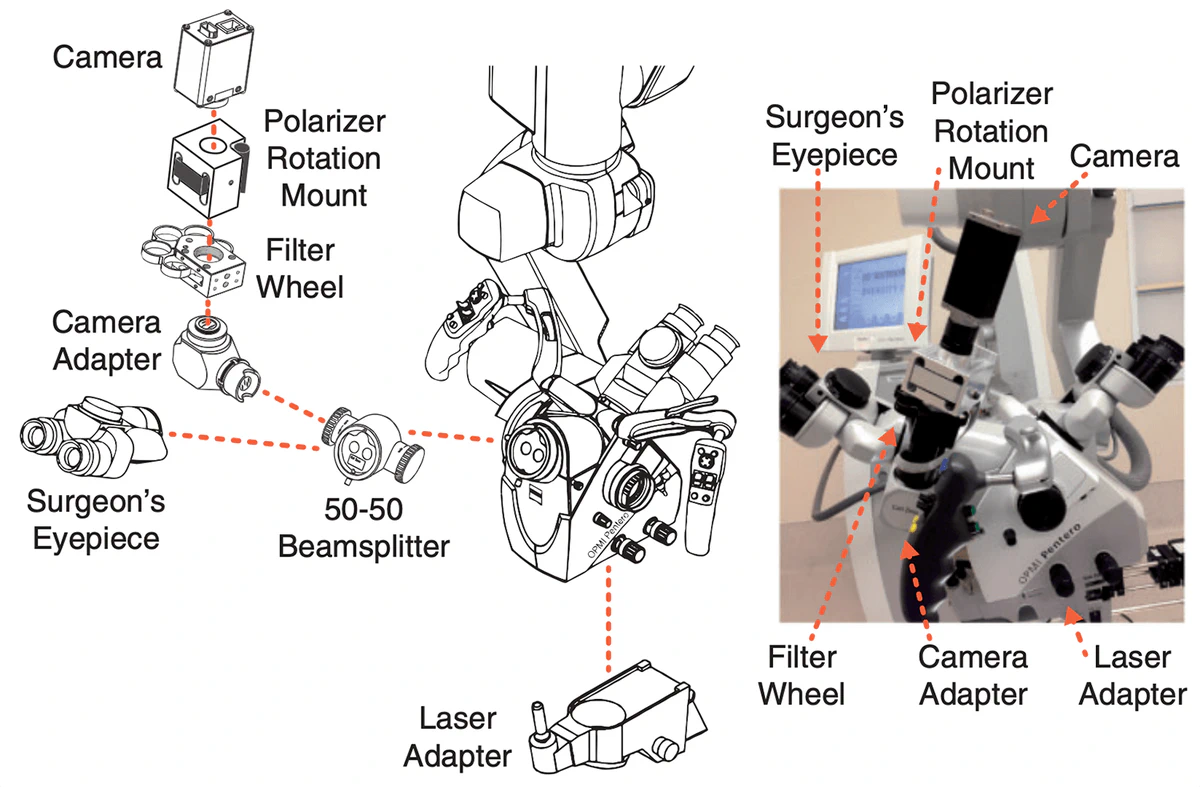 Camera
Polarizer
Rotation
Mount
Filter
Wheel
Camera
Adapter
Surgeon's
Eyepiece
50-50
Beamsplitter
OPMI Pentero
Laser
Adapter
Surgeon's
Eyepiece
Polarizer
Rotation
Mount
Camera
OPMI Pentero
Filter
Wheel
Camera
Adapter
Laser
Adapter